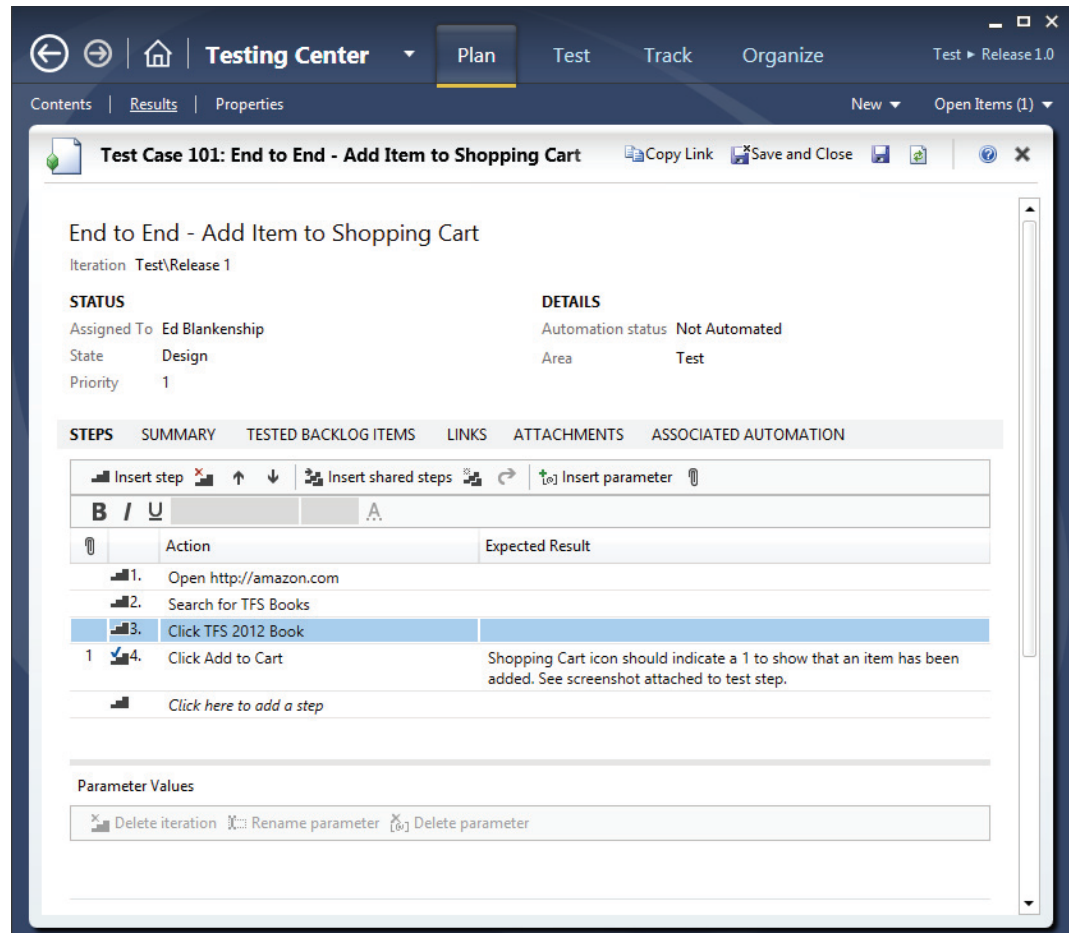 Testing Center Plan Test Track Organize Test ▸ Release 1.0
Contents | Results | Properties New Open Items (1)
Test Case 101: End to End - Add Item to Shopping Cart Copy Link Save and Close
End to End - Add Item to Shopping Cart
Iteration Test\Release 1
STATUS DETAILS
Assigned To Ed Blankenship Automation status Not Automated
State Design Area Test
Priority 1
STEPS SUMMARY TESTED BACKLOG ITEMS LINKS ATTACHMENTS ASSOCIATED AUTOMATION
Insert step Insert shared steps Insert parameter
B I U A
Action Expected Result
1. Open http://amazon.com
2. Search for TFS Books
3. Click TFS 2012 Book
1 4. Click Add to Cart Shopping Cart icon should indicate a 1 to show that an item has been
added. See screenshot attached to test step.
Click here to add a step
Parameter Values
Delete iteration Rename parameter Delete parameter